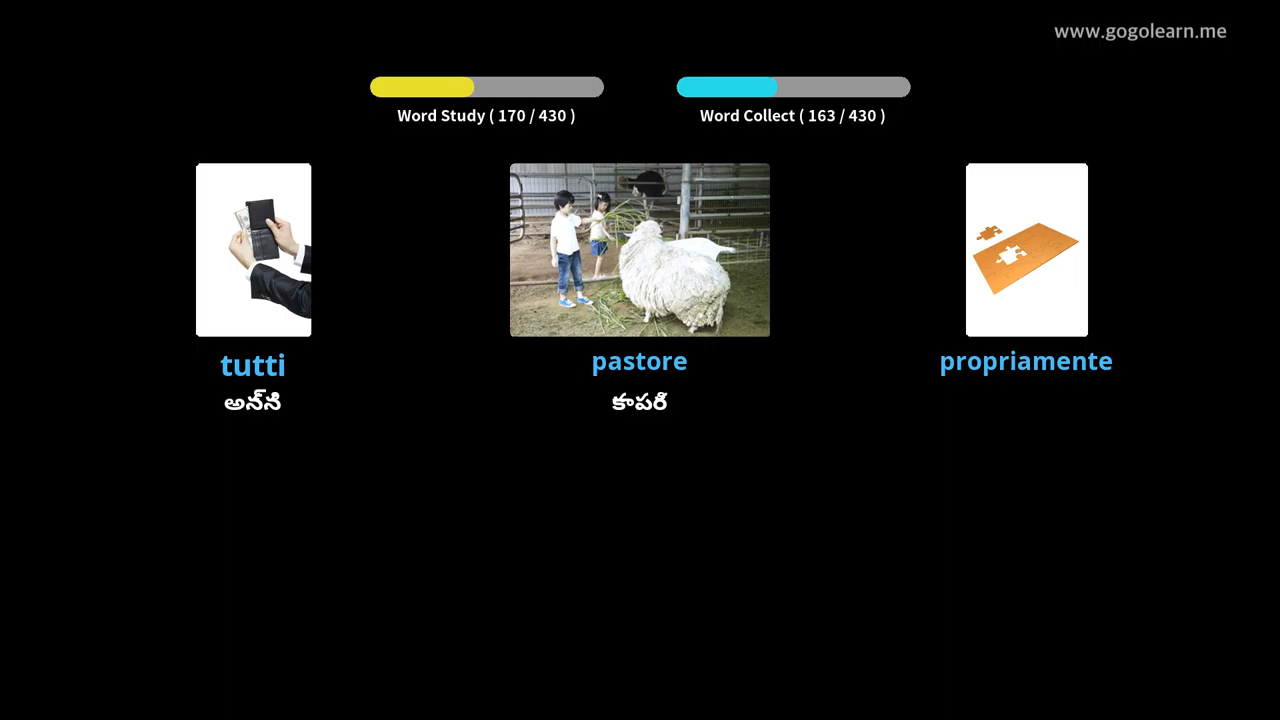 www.gogolearn.me
Word Study ( 170 / 430 )
Word Collect ( 163 / 430 )
tutti
pastore
propriamente
అన్‌ని
కాపరి